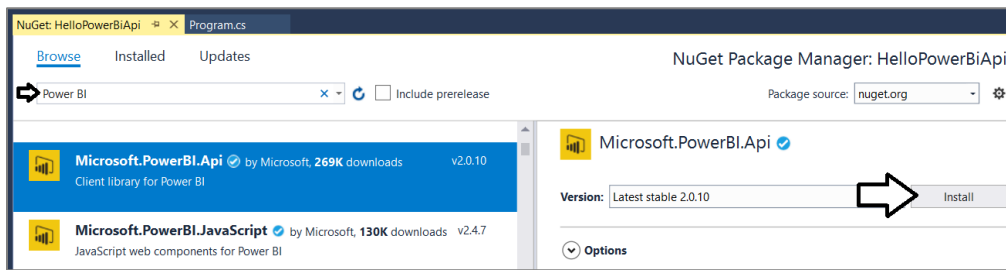 NuGet: HelloPowerBiApi Program.cs
Browse Installed Updates
NuGet Package Manager: HelloPowerBiApi
Power BI
Include prerelease
Package source: nuget.org
Microsoft.PowerBI.Api by Microsoft, 269K downloads v2.0.10
Client library for Power BI
Microsoft.PowerBI.JavaScript by Microsoft, 130K downloads v2.4.7
JavaScript web components for Power BI
Microsoft.PowerBI.Api
Version: Latest stable 2.0.10 Install
Options